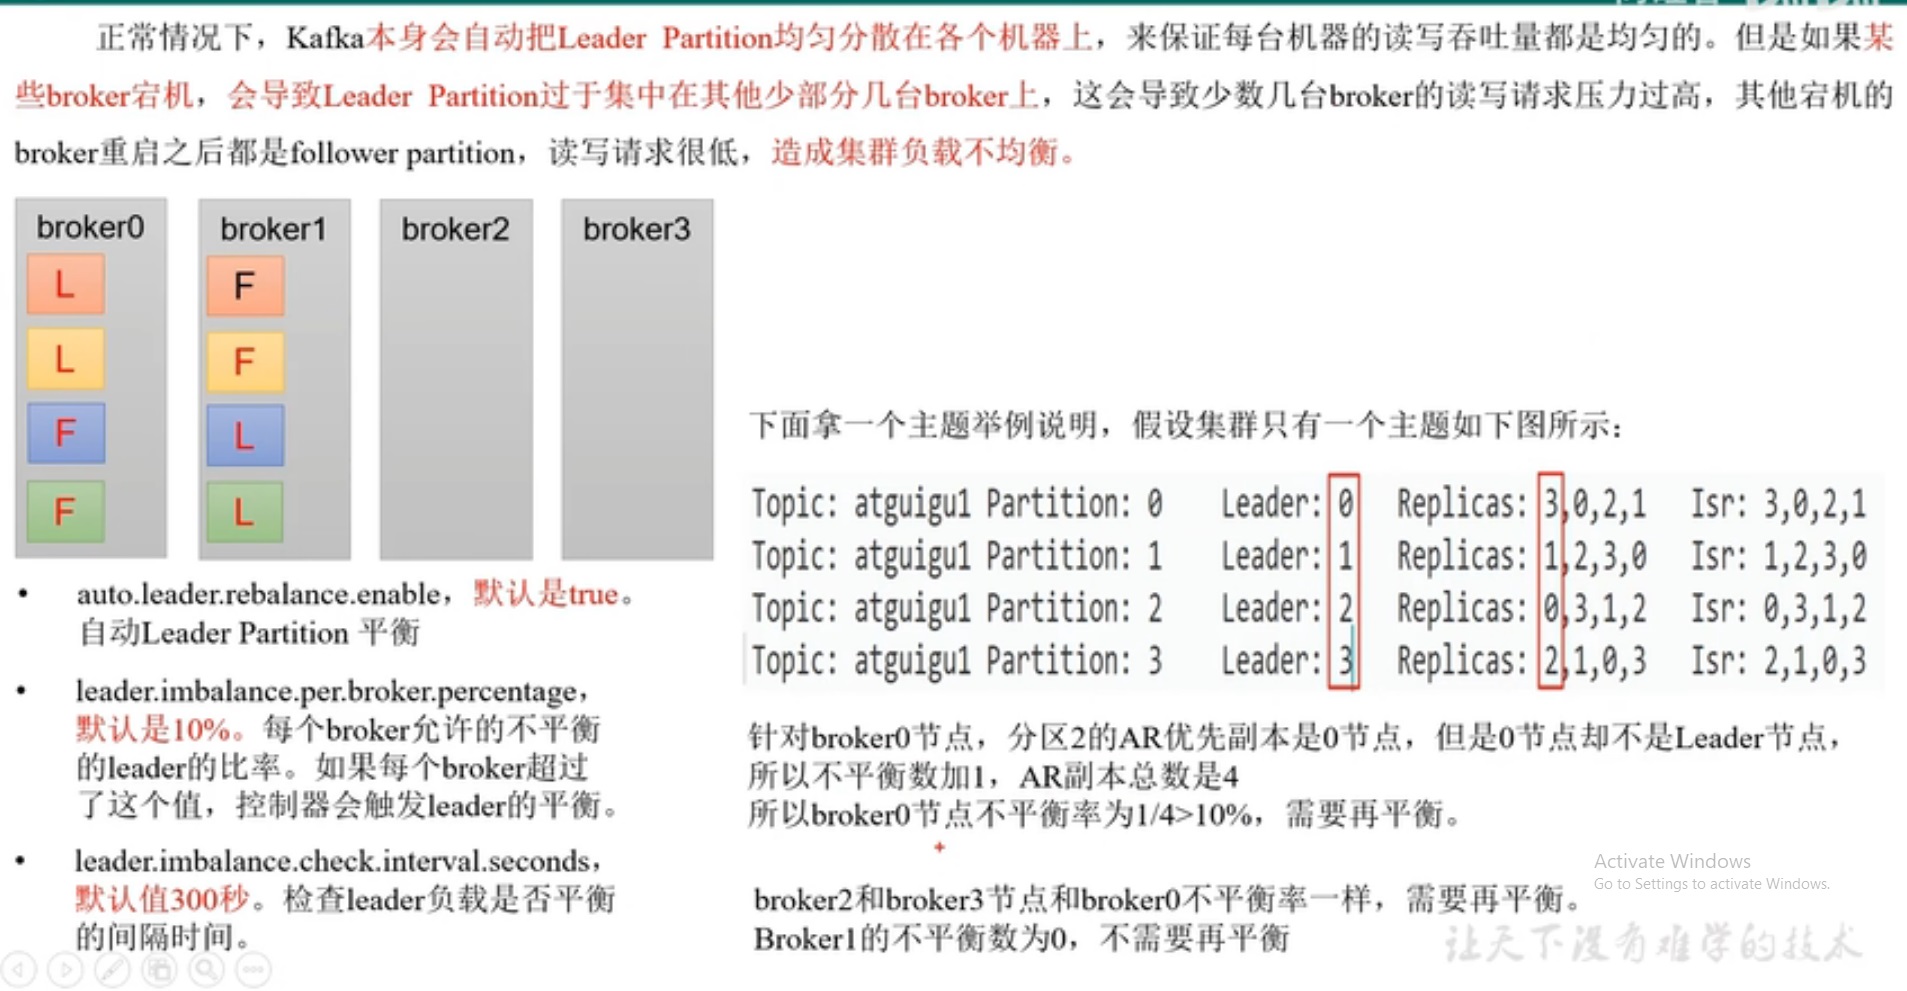 正常情况下，Kafka本身会自动把Leader Partition均匀分散在各个机器上，来保证每台机器的读写吞吐量都是均匀的。但是如果某
些broker宕机，会导致Leader Partition过于集中在其他少部分几台broker上，这会导致少数几台broker的读写请求压力过高，其他宕机的
broker重启之后都是follower partition，读写请求很低，造成集群负载不均衡。
broker0
L
L
F
F
broker1
F
F
L
L
broker2
broker3
• auto.leader.rebalance.enable，默认是true。
自动Leader Partition 平衡
• leader.imbalance.per.broker.percentage，
默认是10%。每个broker允许的不平衡
的leader的比率。如果每个broker超过
了这个值，控制器会触发leader的平衡。
• leader.imbalance.check.interval.seconds，
默认值300秒。检查leader负载是否平衡
的间隔时间。
下面拿一个主题举例说明，假设集群只有一个主题如下图所示：
Topic: atguigu1 Partition: 0 Leader: 0 Replicas: 3,0,2,1 Isr: 3,0,2,1
Topic: atguigu1 Partition: 1 Leader: 1 Replicas: 1,2,3,0 Isr: 1,2,3,0
Topic: atguigu1 Partition: 2 Leader: 2 Replicas: 0,3,1,2 Isr: 0,3,1,2
Topic: atguigu1 Partition: 3 Leader: 3 Replicas: 2,1,0,3 Isr: 2,1,0,3
针对broker0节点，分区2的AR优先副本是0节点，但是0节点却不是Leader节点，
所以不平衡数加1，AR副本总数是4
所以broker0节点不平衡率为1/4>10%，需要再平衡。
broker2和broker3节点和broker0不平衡率一样，需要再平衡。
Broker1的不平衡数为0，不需要再平衡
Activate Windows
Go to Settings to activate Windows.
让天下没有难学的技术